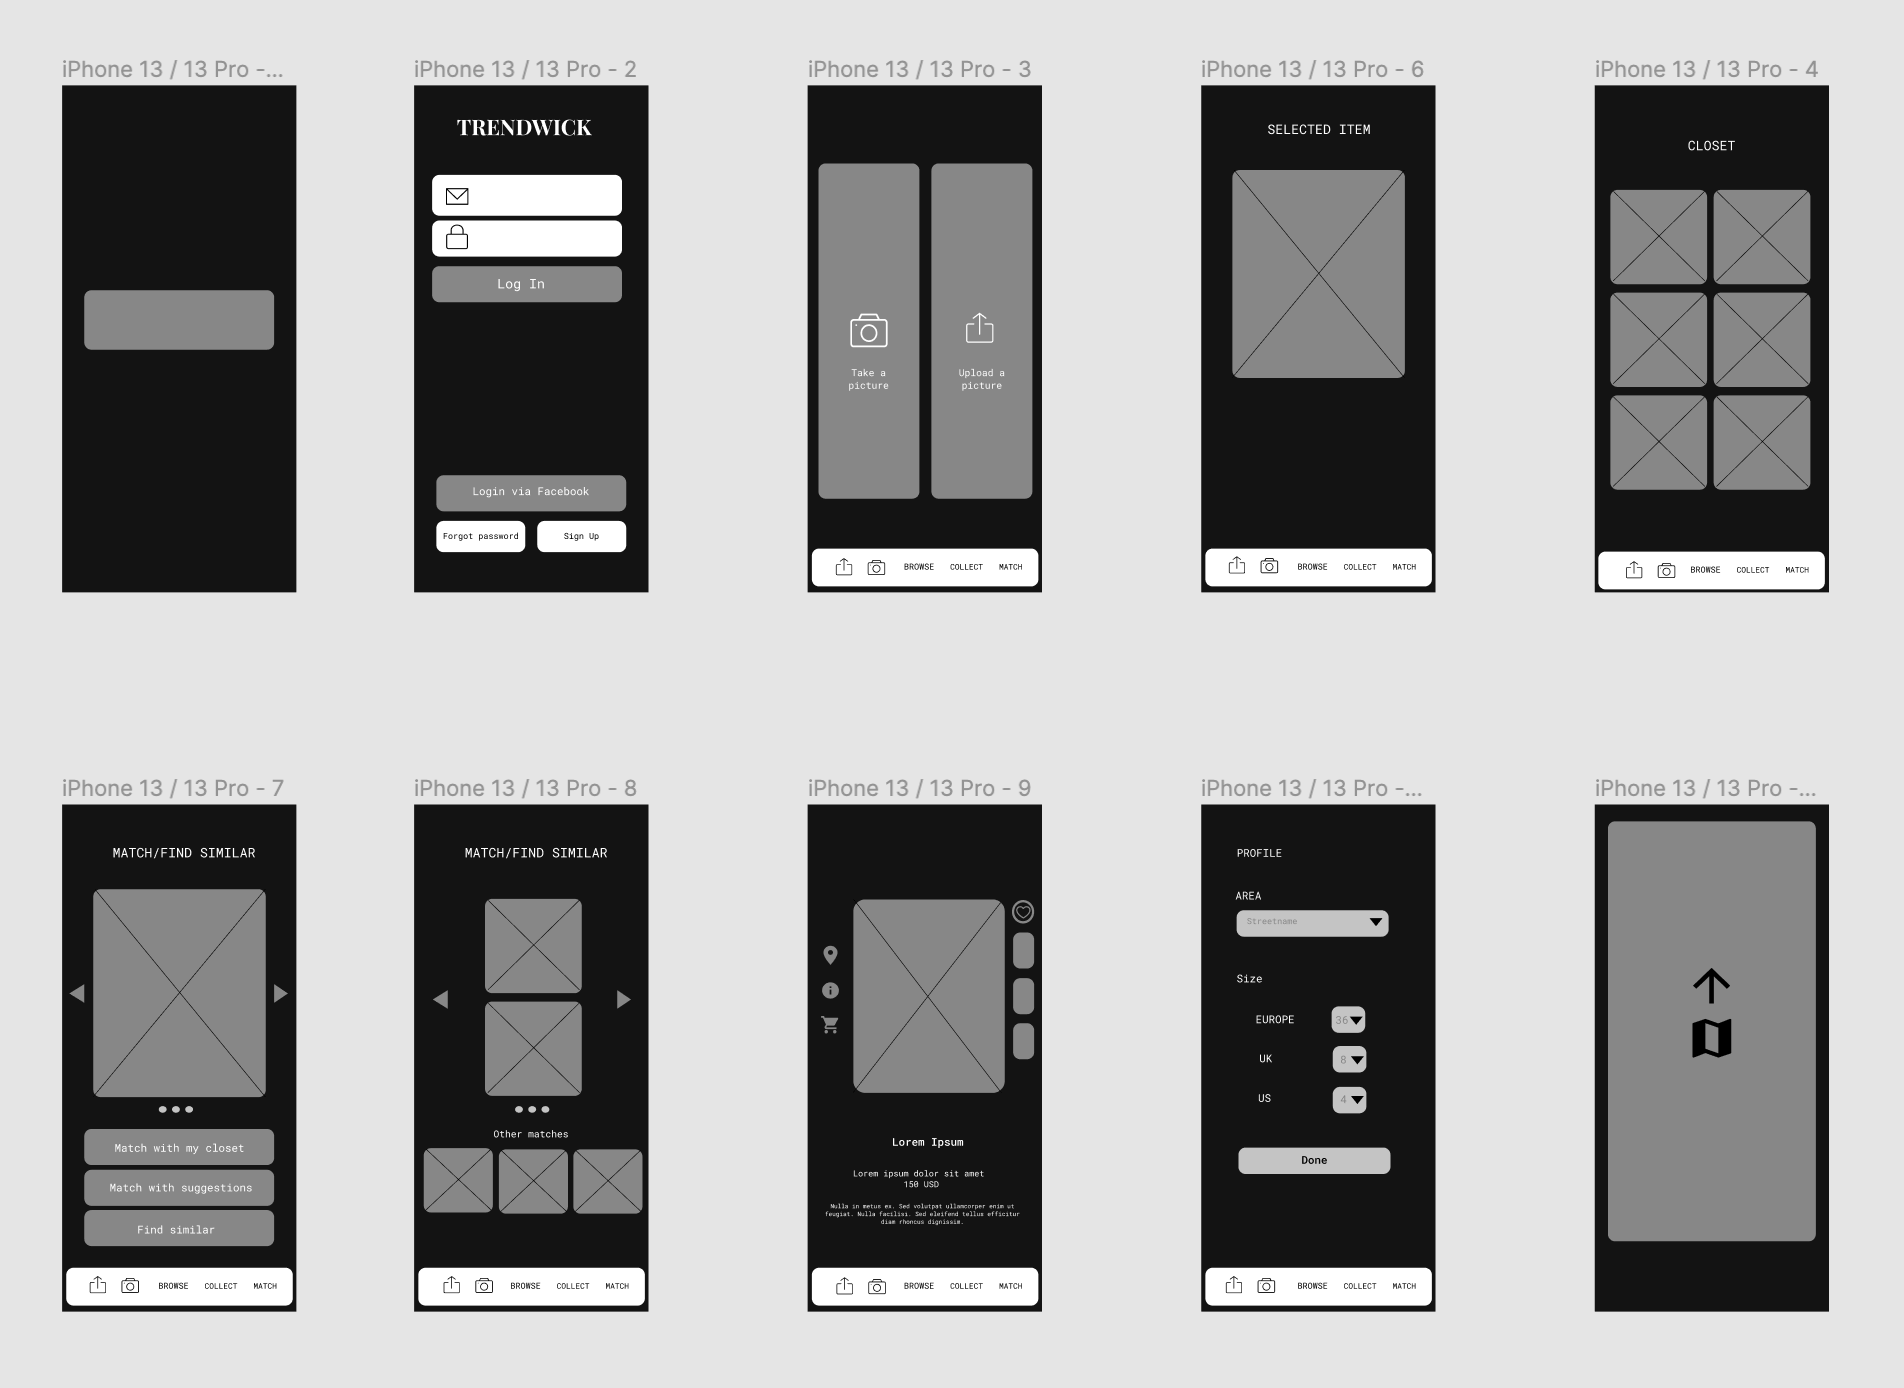 iPhone 13 / 13 Pro -...
iPhone 13 / 13 Pro - 2
iPhone 13 / 13 Pro - 3
iPhone 13 / 13 Pro - 6
iPhone 13 / 13 Pro - 4
TRENDWICK
Log In
Login via Facebook
Forgot password
Sign Up
Take a
picture
Upload a
picture
BROWSE COLLECT MATCH
SELECTED ITEM
BROWSE COLLECT MATCH
CLOSET
BROWSE COLLECT MATCH
iPhone 13 / 13 Pro - 7
iPhone 13 / 13 Pro - 8
iPhone 13 / 13 Pro - 9
iPhone 13 / 13 Pro -...
iPhone 13 / 13 Pro -...
MATCH/FIND SIMILAR
Match with my closet
Match with suggestions
Find similar
BROWSE COLLECT MATCH
MATCH/FIND SIMILAR
Other matches
BROWSE COLLECT MATCH
Lorem Ipsum
Lorem ipsum dolor sit amet
150 USD
Nulla in metus ex. Sed volutpat ullamcorper enim ut
feugiat. Nulla facilisi. Sed eleifend tellus efficitur
diam rhoncus dignissim.
BROWSE COLLECT MATCH
PROFILE
AREA
Streetname
Size
EUROPE 36
UK 8
US 4
Done
BROWSE COLLECT MATCH